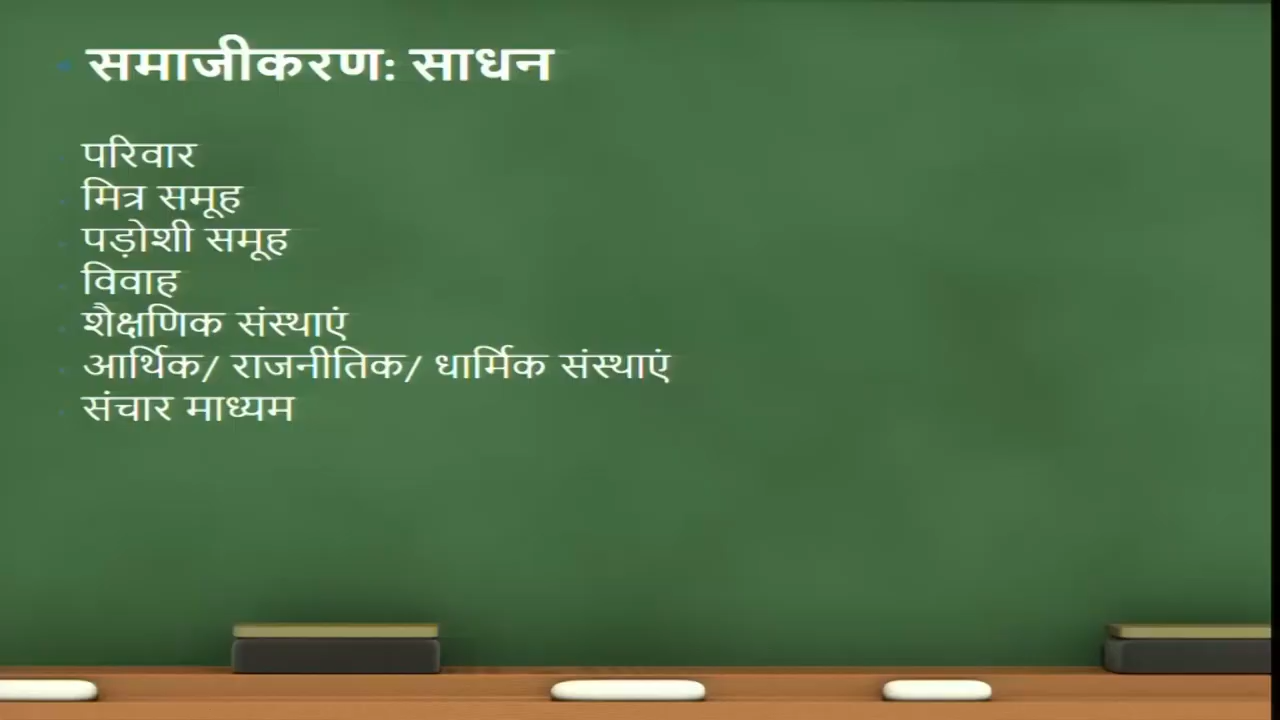 समाजीकरण: साधन
परिवार
मित्र समूह
पड़ोशी समूह
विवाह
शैक्षणिक संस्थाएं
आर्थिक/ राजनीतिक/ धार्मिक संस्थाएं
संचार माध्यम